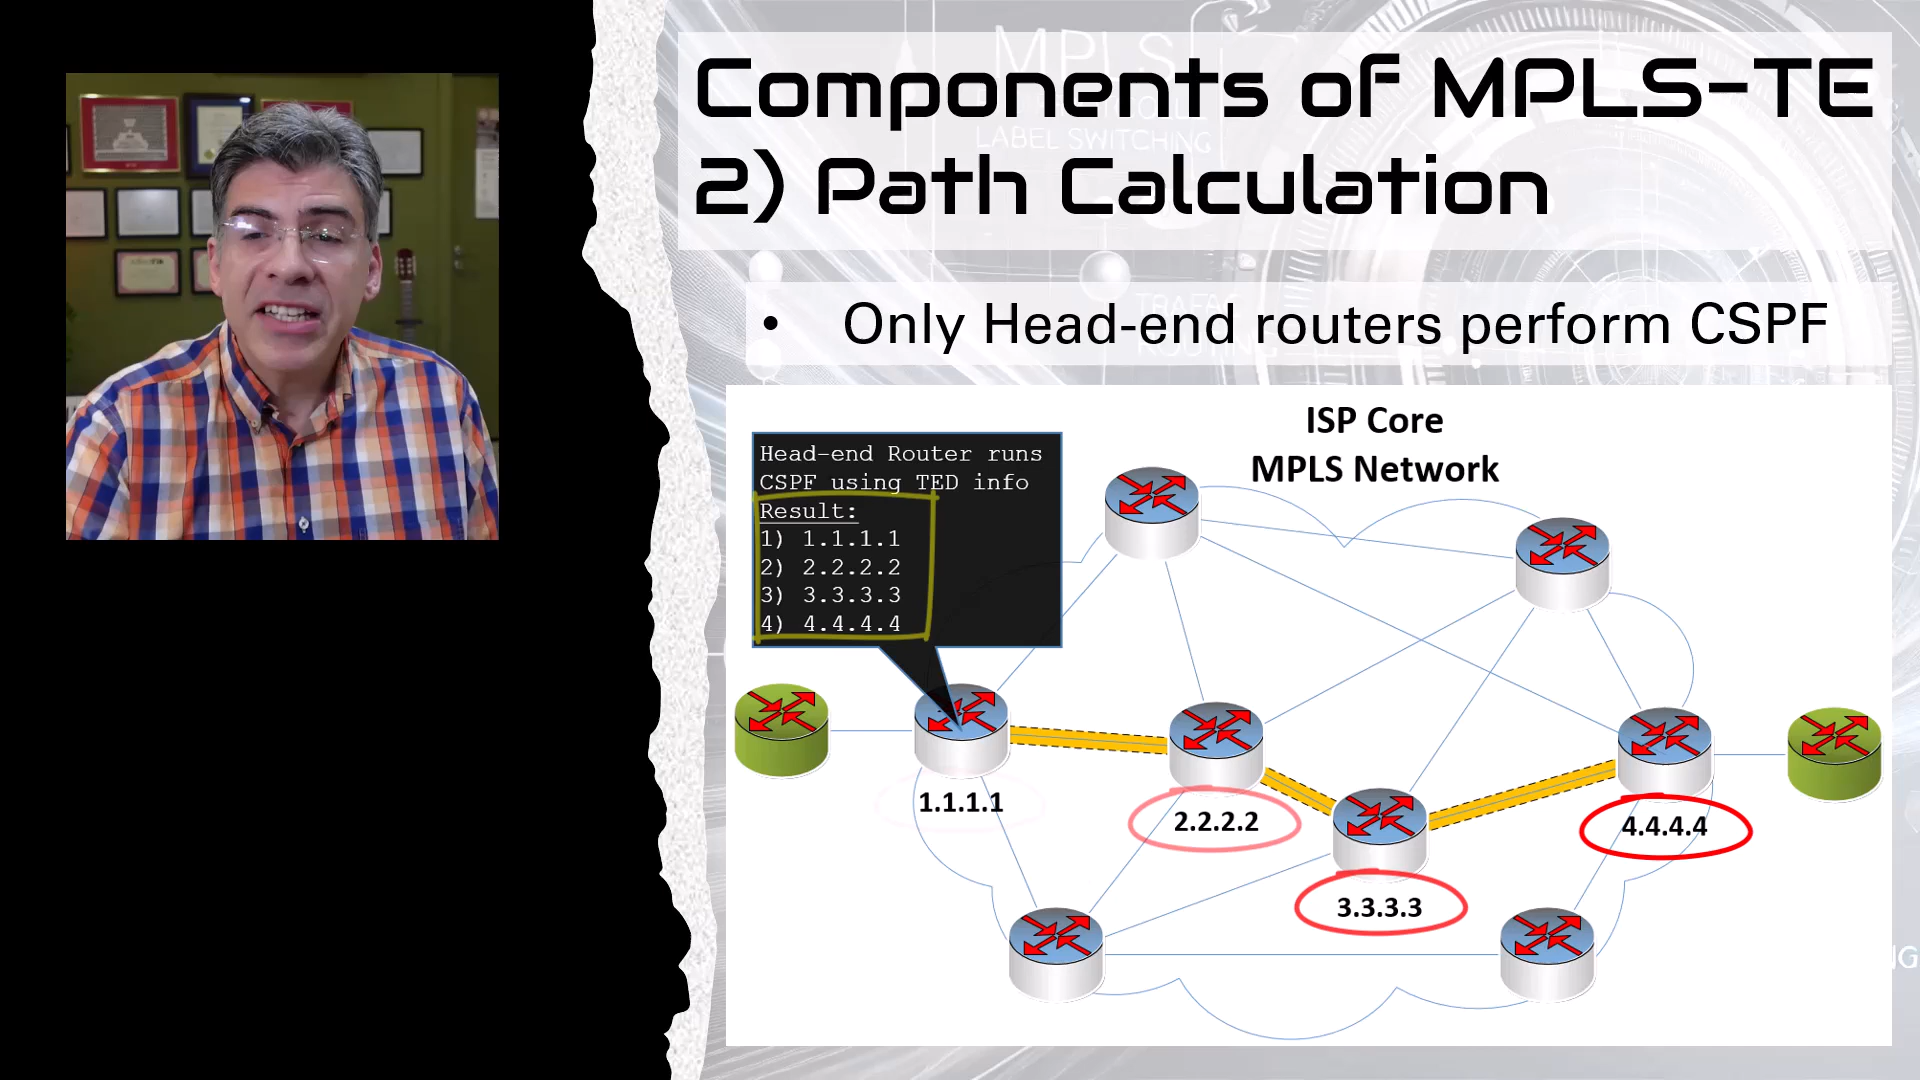 Components of MPLS-TE
2) Path Calculation
• Only Head-end routers perform CSPF
ISP Core
MPLS Network
Head-end Router runs
CSPF using TED info
Result:
1) 1.1.1.1
2) 2.2.2.2
3) 3.3.3.3
4) 4.4.4.4
1.1.1.1
2.2.2.2
3.3.3.3
4.4.4.4
MPLS
LABEL SWITCHING